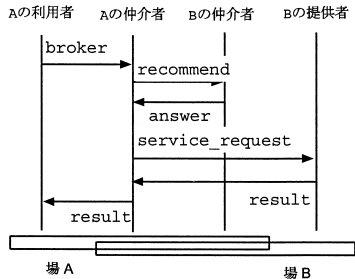 Aの利用者 Aの仲介者 Bの仲介者 Bの提供者
broker
recommend
answer
service_request
result
result
場A 場B